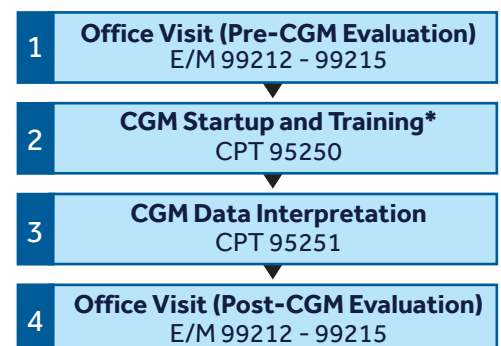 1
Office Visit (Pre-CGM Evaluation)
E/M 99212 - 99215
2
CGM Startup and Training*
CPT 95250
3
CGM Data Interpretation
CPT 95251
4
Office Visit (Post-CGM Evaluation)
E/M 99212 - 99215